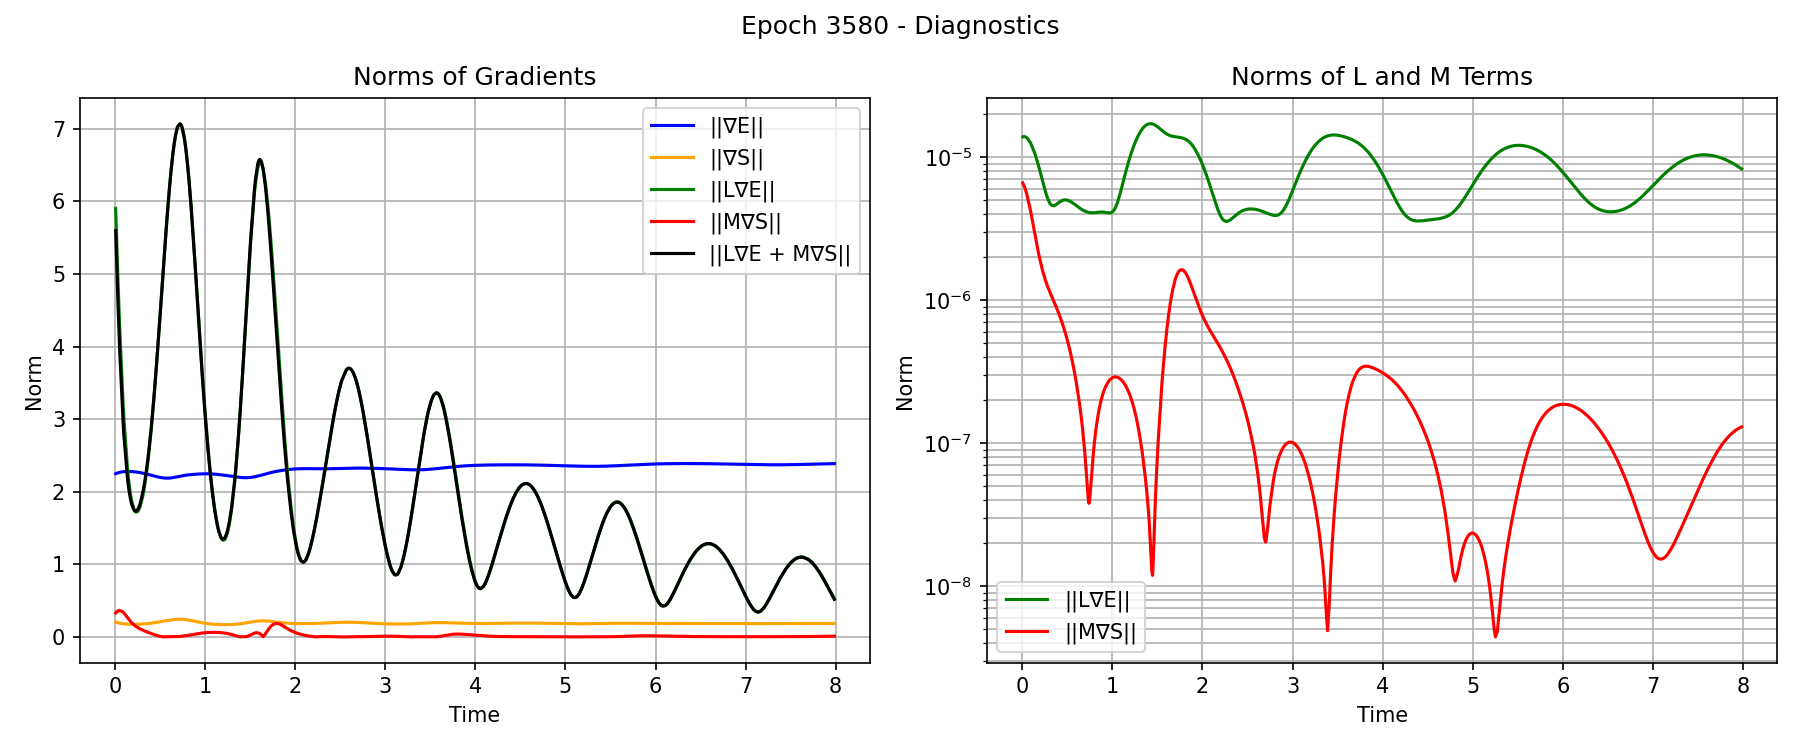 Epoch 3580 - Diagnostics
Norms of Gradients
Norm
7
6
5
4
3
2
1
0
||∇E||
||∇S||
||L∇E||
||M∇S||
||L∇E + M∇S||
0 1 2 3 4 5 6 7 8
Time
Norms of L and M Terms
Norm
10⁻⁵
10⁻⁶
10⁻⁷
10⁻⁸
||L∇E||
||M∇S||
0 1 2 3 4 5 6 7 8
Time